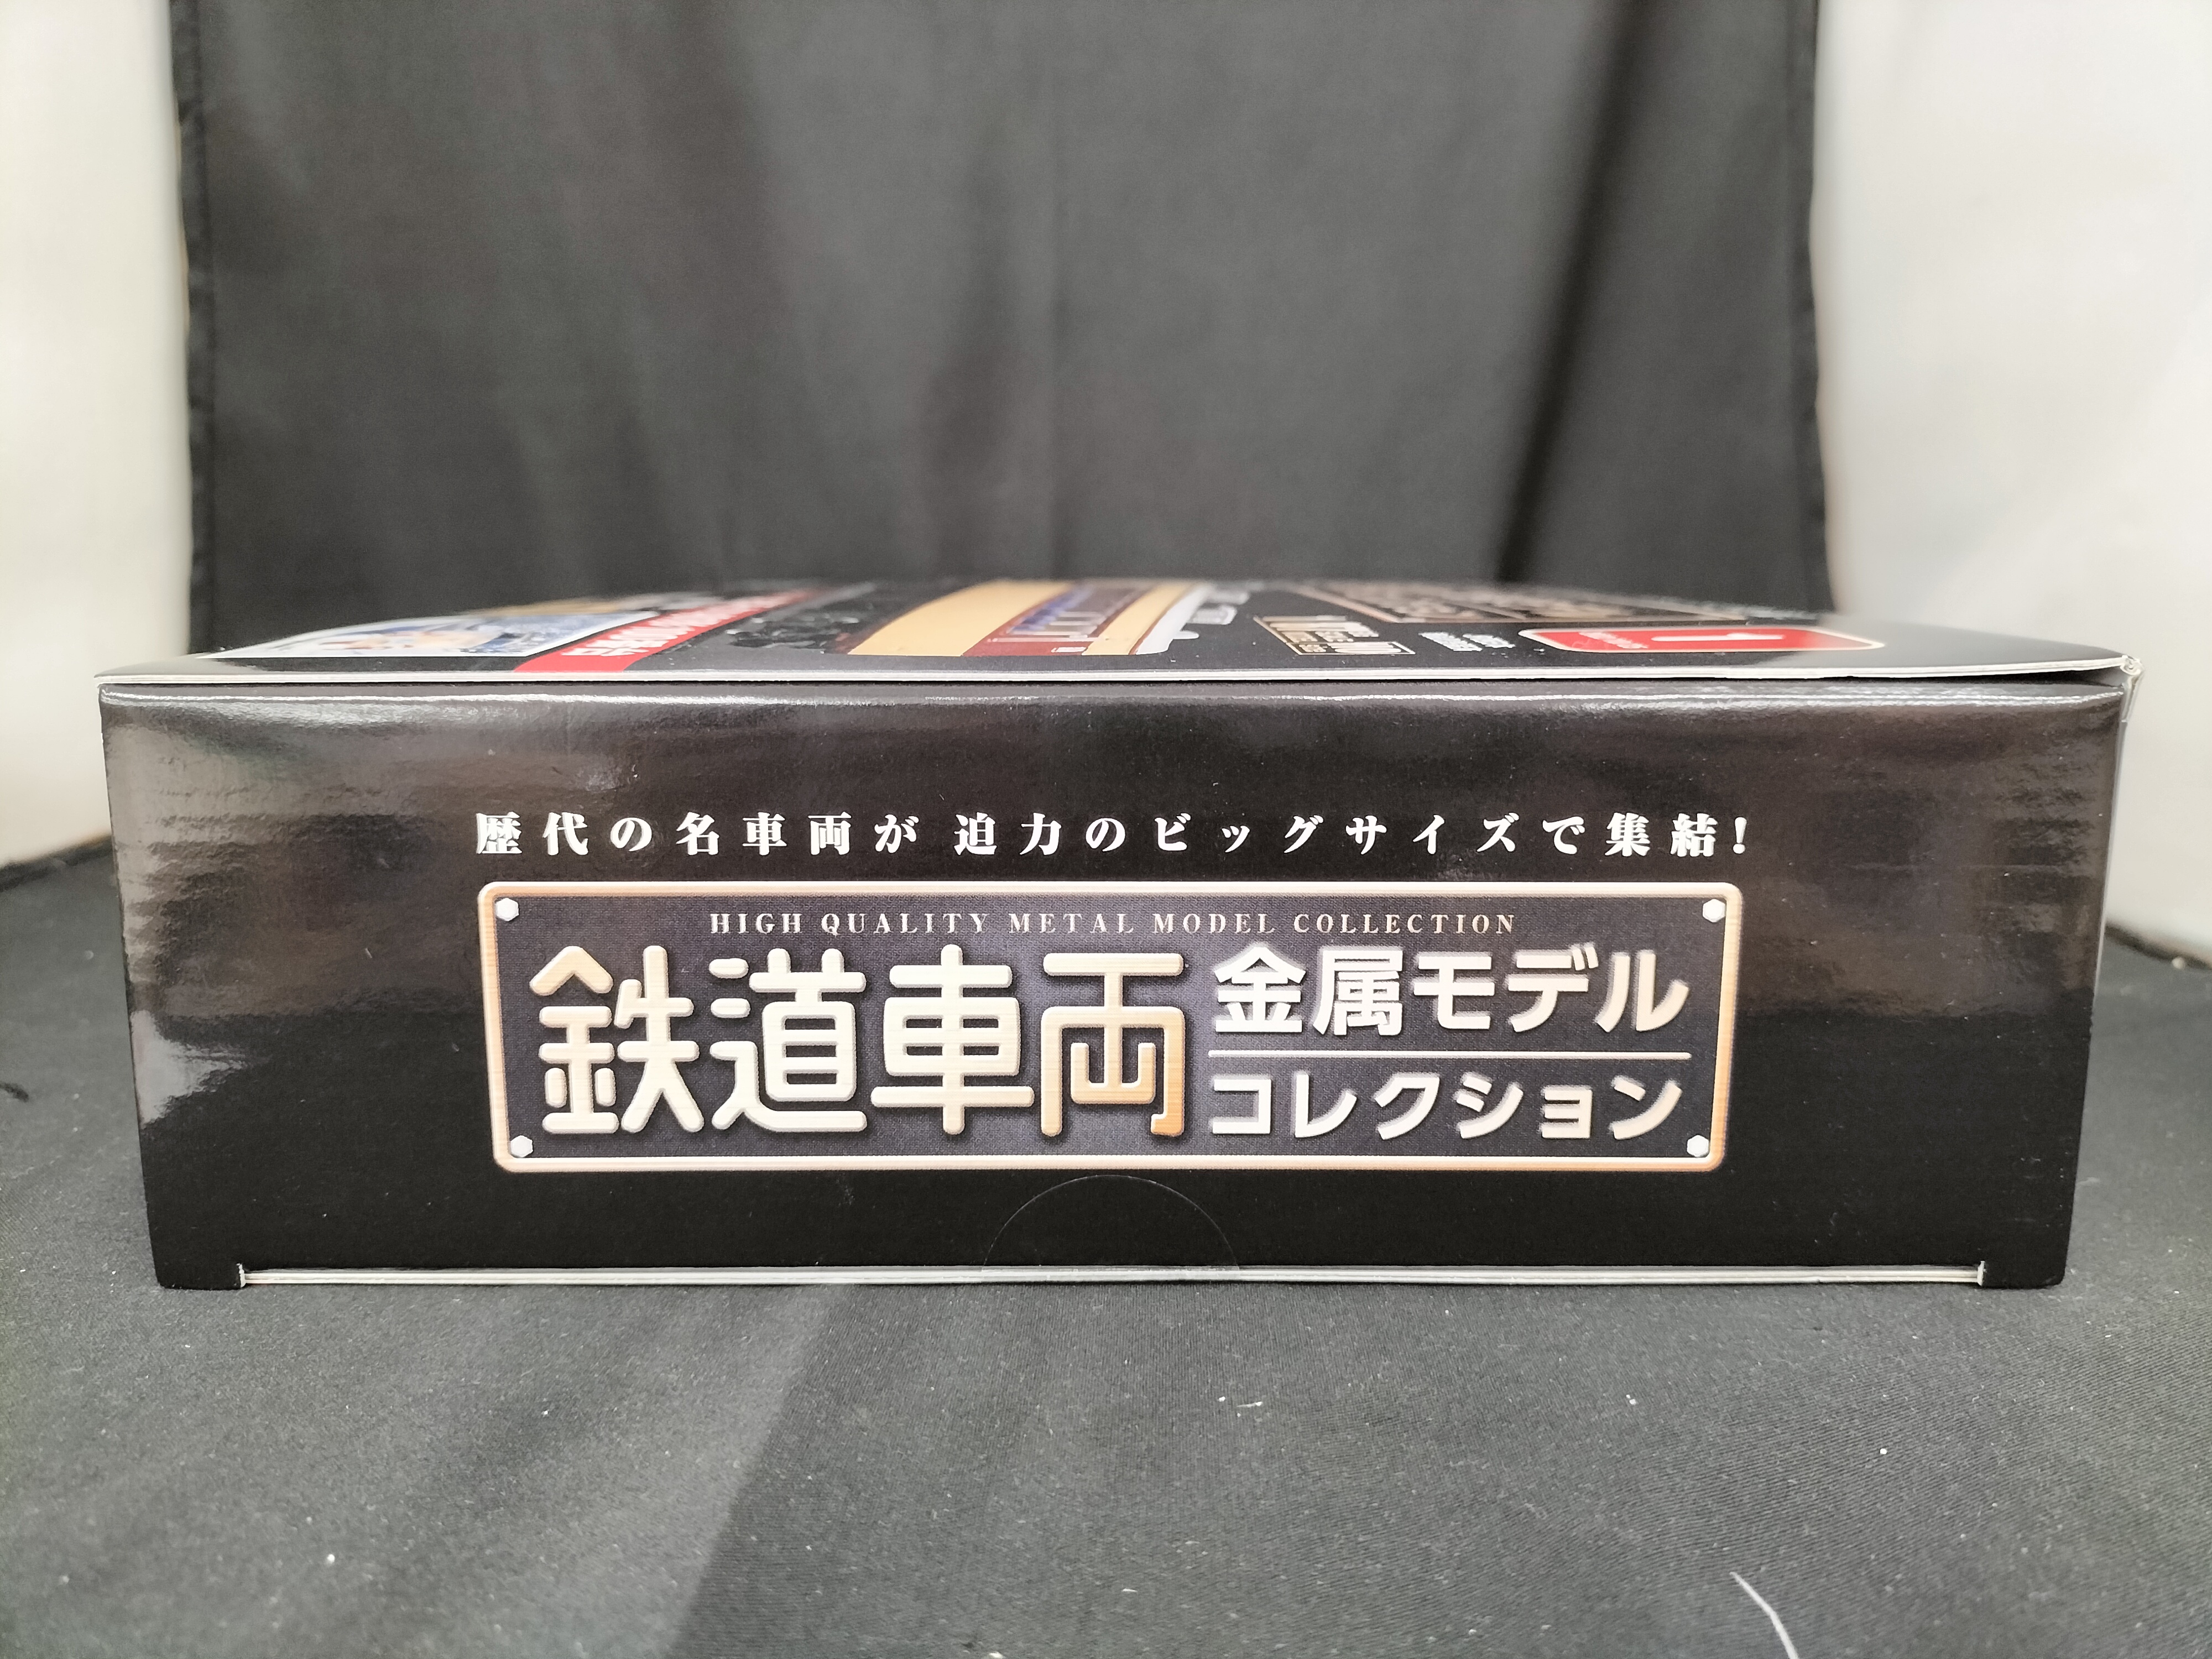 歴代の名車両が 迫力のビッグサイズで集結!
HIGH QUALITY METAL MODEL COLLECTION
鉄道車両
金属モデル
コレクション
1